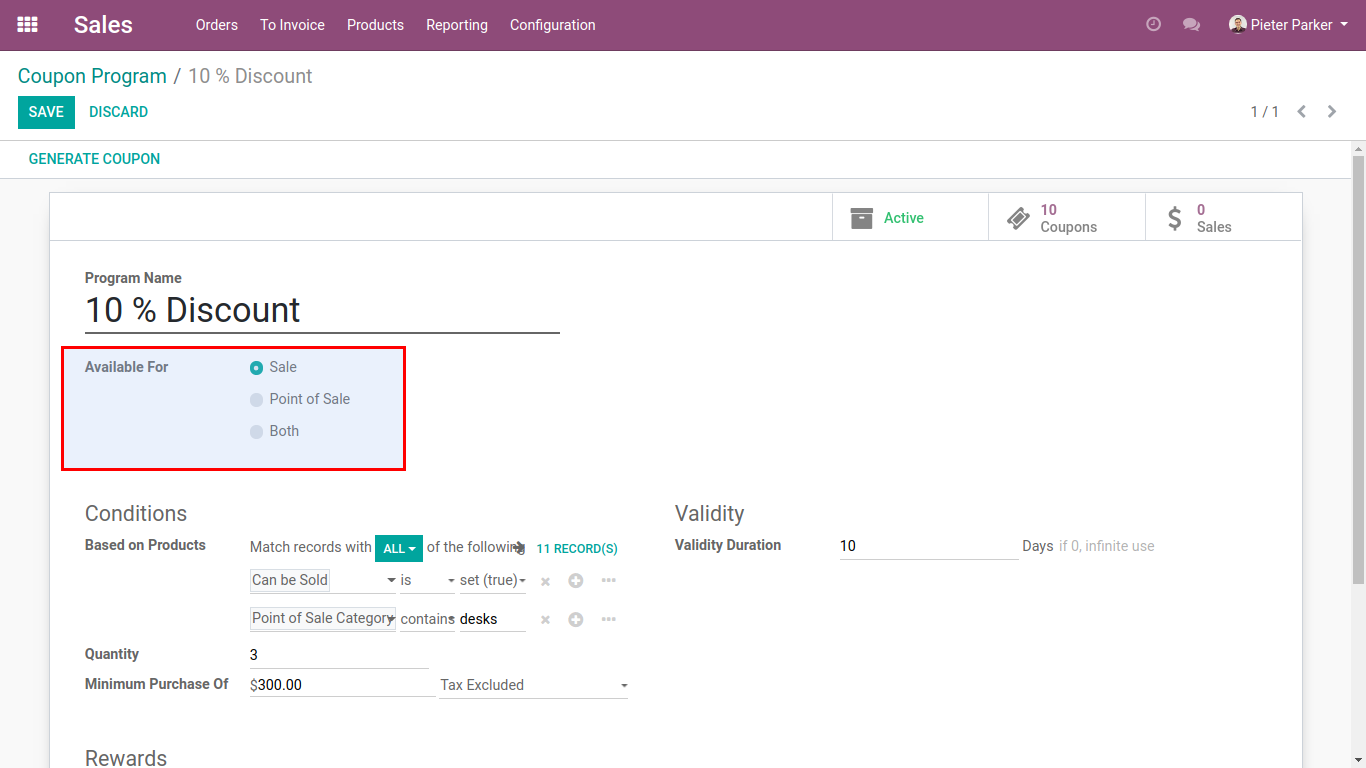 Sales Orders To Invoice Products Reporting Configuration Pieter Parker
Coupon Program / 10 % Discount
SAVE DISCARD 1 / 1
GENERATE COUPON
Active
10
Coupons
$ 0
Sales
Program Name
10 % Discount
Available For Sale
Point of Sale
Both
Conditions
Based on Products Match records with ALL of the following 11 RECORD(S)
Can be Sold is set (true)
Point of Sale Category contains desks
Quantity 3
Minimum Purchase Of $300.00 Tax Excluded
Validity
Validity Duration 10 Days if 0, infinite use
Rewards